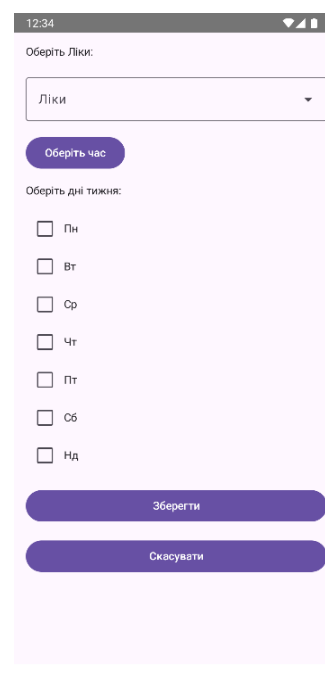 12:34
Оберіть Ліки:
Ліки
Оберіть час
Оберіть дні тижня:
Пн
Вт
Ср
Чт
Пт
Сб
Нд
Зберегти
Скасувати